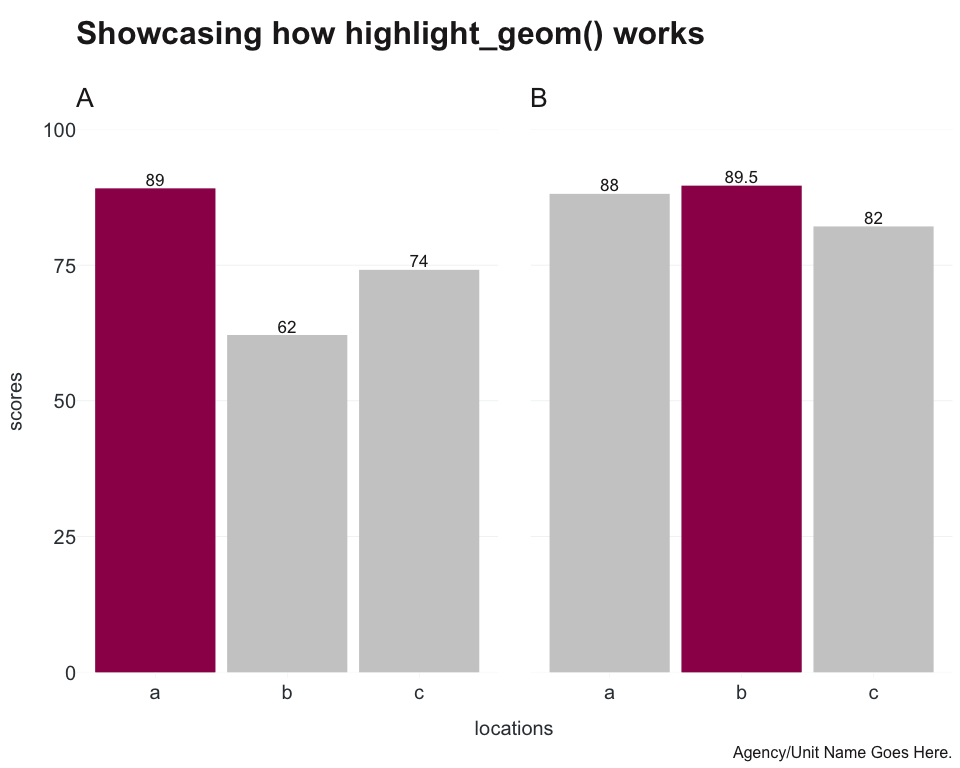 Showcasing how highlight_geom() works
A
B
100
75
50
25
0
scores
89
62
74
88
89.5
82
a
b
c
a
b
c
locations
Agency/Unit Name Goes Here.